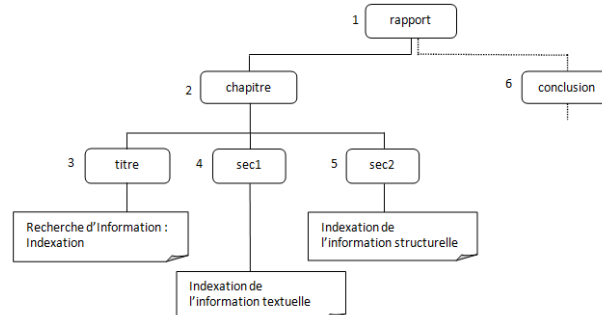 1 rapport
2 chapitre
6 conclusion
3 titre
4 sec1
5 sec2
Recherche d'Information :
Indexation
Indexation de
l'information structurelle
Indexation de
l'information textuelle